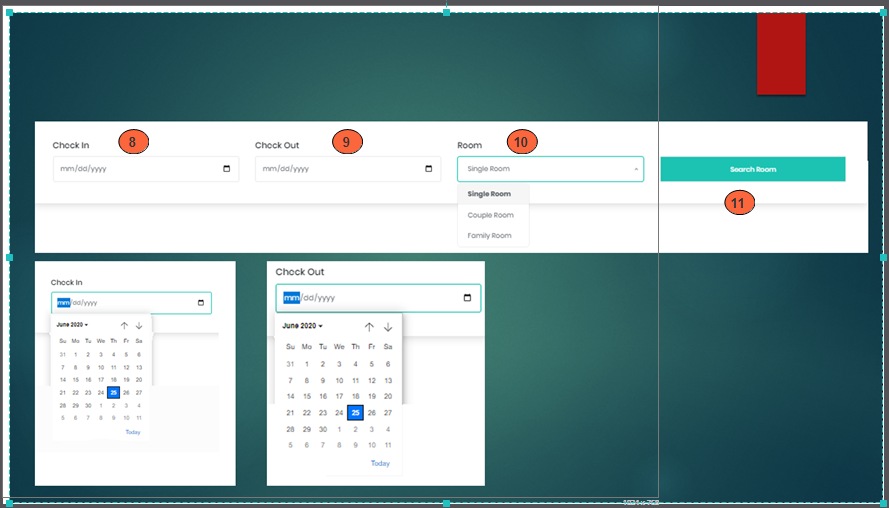 Check In 8 Check Out 9 Room 10
mm/dd/yyyy mm/dd/yyyy Single Room Search Room
Single Room
11
Couple Room
Family Room
Check In
mm/dd/yyyy
June 2020
Su Mo Tu We Th Fr Sa
31 1 2 3 4 5 6
7 8 9 10 11 12 13
14 15 16 17 18 19 20
21 22 23 24 25 26 27
28 29 30 1 2 3 4
5 6 7 8 9 10 11
Today
Check Out
mm/dd/yyyy
June 2020
Su Mo Tu We Th Fr Sa
31 1 2 3 4 5 6
7 8 9 10 11 12 13
14 15 16 17 18 19 20
21 22 23 24 25 26 27
28 29 30 1 2 3 4
5 6 7 8 9 10 11
Today